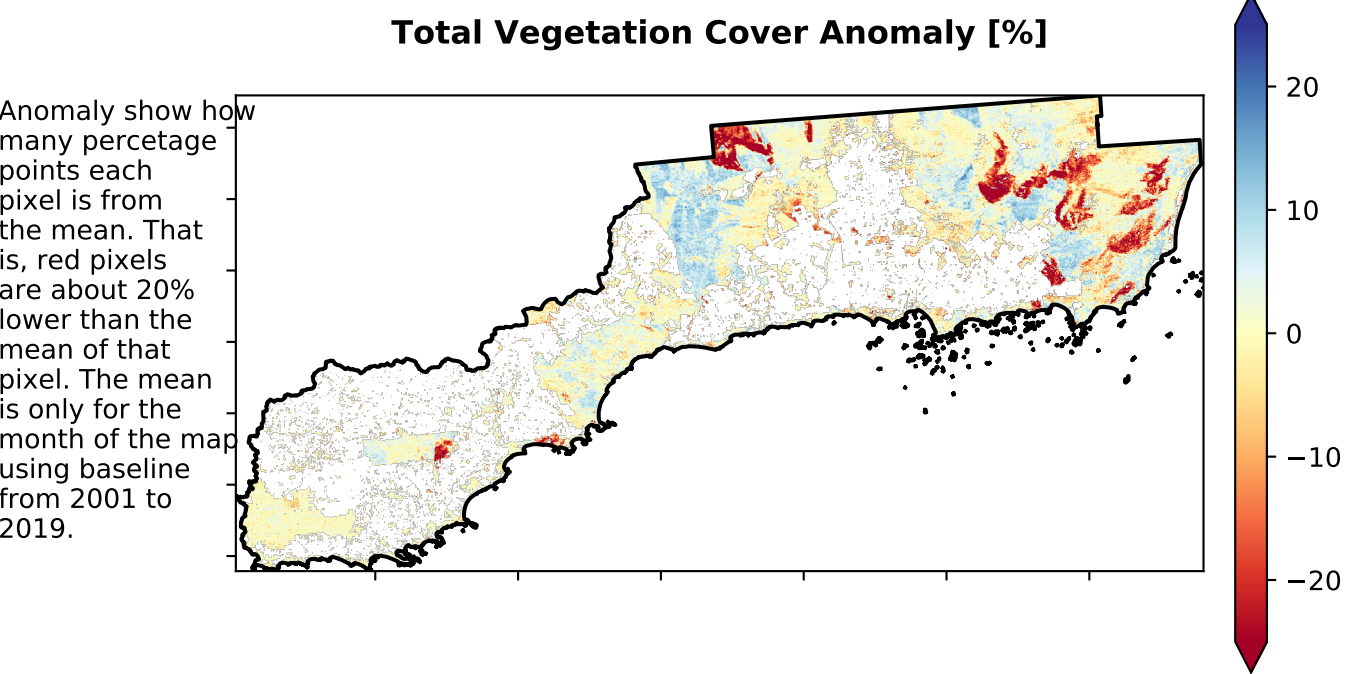 Total Vegetation Cover Anomaly [%]
Anomaly show how
many percetage
points each
pixel is from
the mean. That
is, red pixels
are about 20%
lower than the
mean of that
pixel. The mean
is only for the
month of the map
using baseline
from 2001 to
2019.
20
10
0
−10
−20